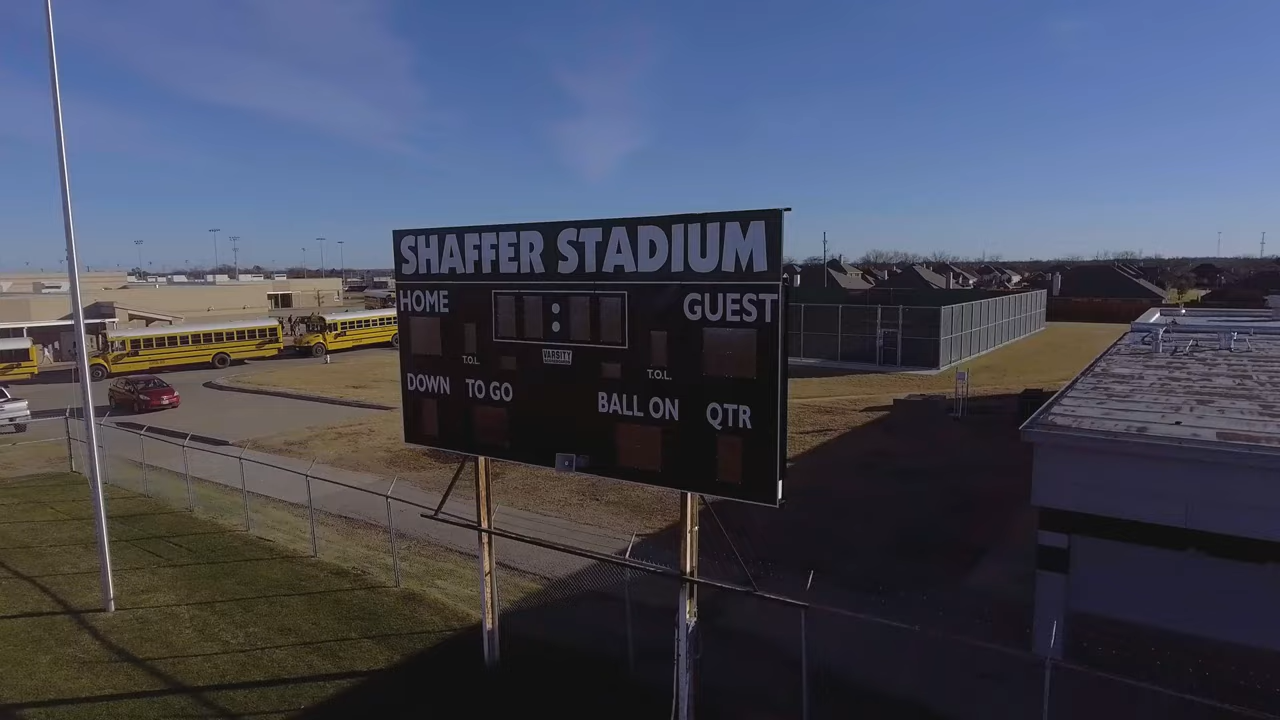 SHAFFER STADIUM
HOME GUEST
T.O.L. VARSITY T.O.L.
DOWN TO GO BALL ON QTR